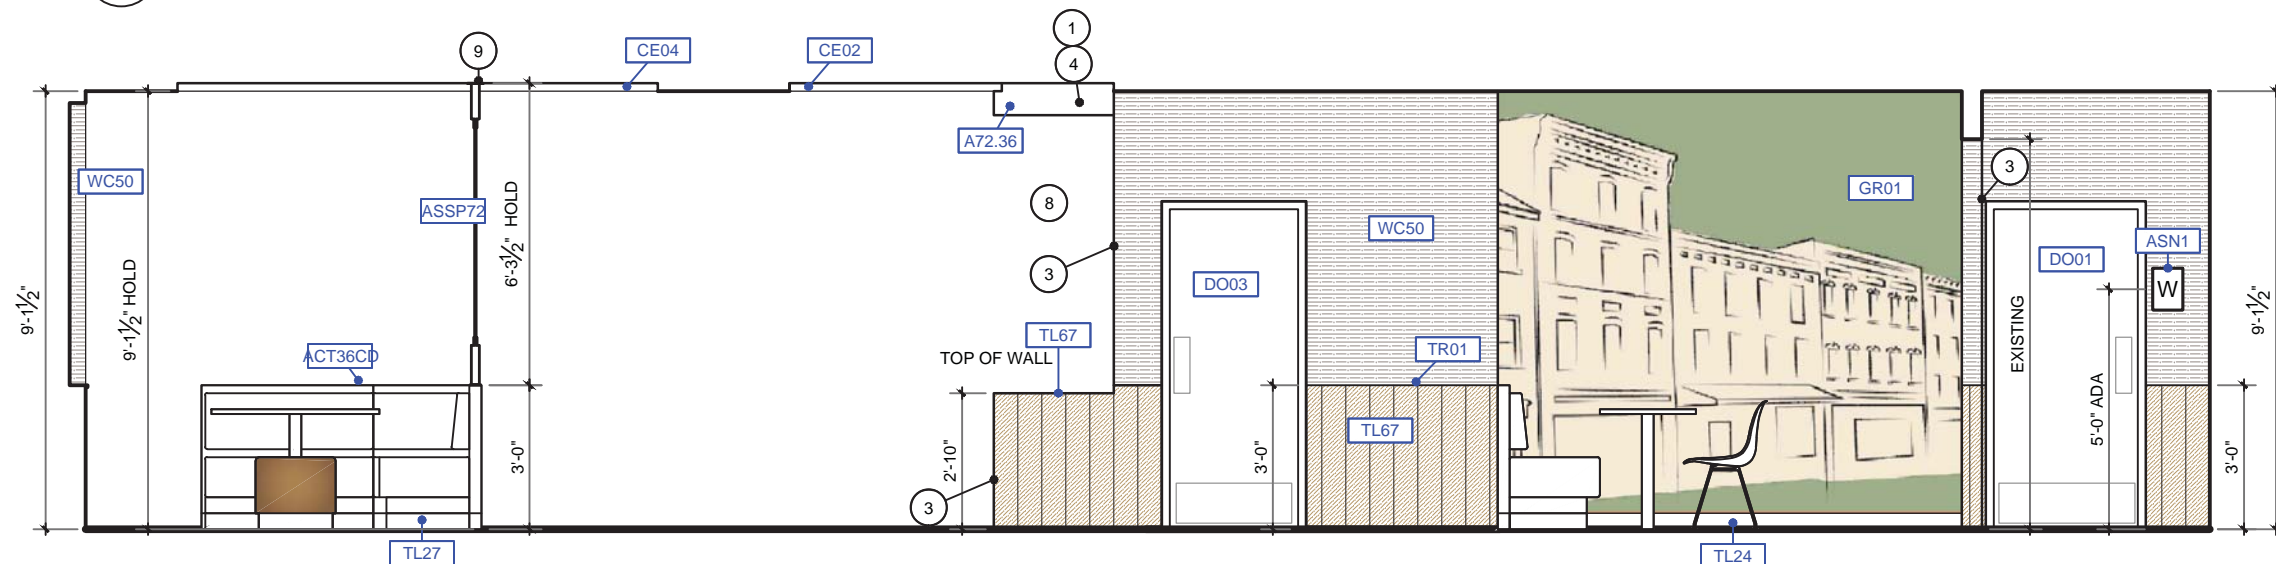 1
9
CE04
CE02
4
A72.36
WC50
3
GR01
8
ASSP72
6'-3½" HOLD
WC50
ASN1
3
DO03
DO01
W
9'-1½"
9'-1½" HOLD
9'-1½"
EXISTING
TL67
TOP OF WALL
TR01
ACT36CD
5'-0" ADA
TL67
3'-0"
2'-10"
3'-0"
3'-0"
3
TL27
TL24